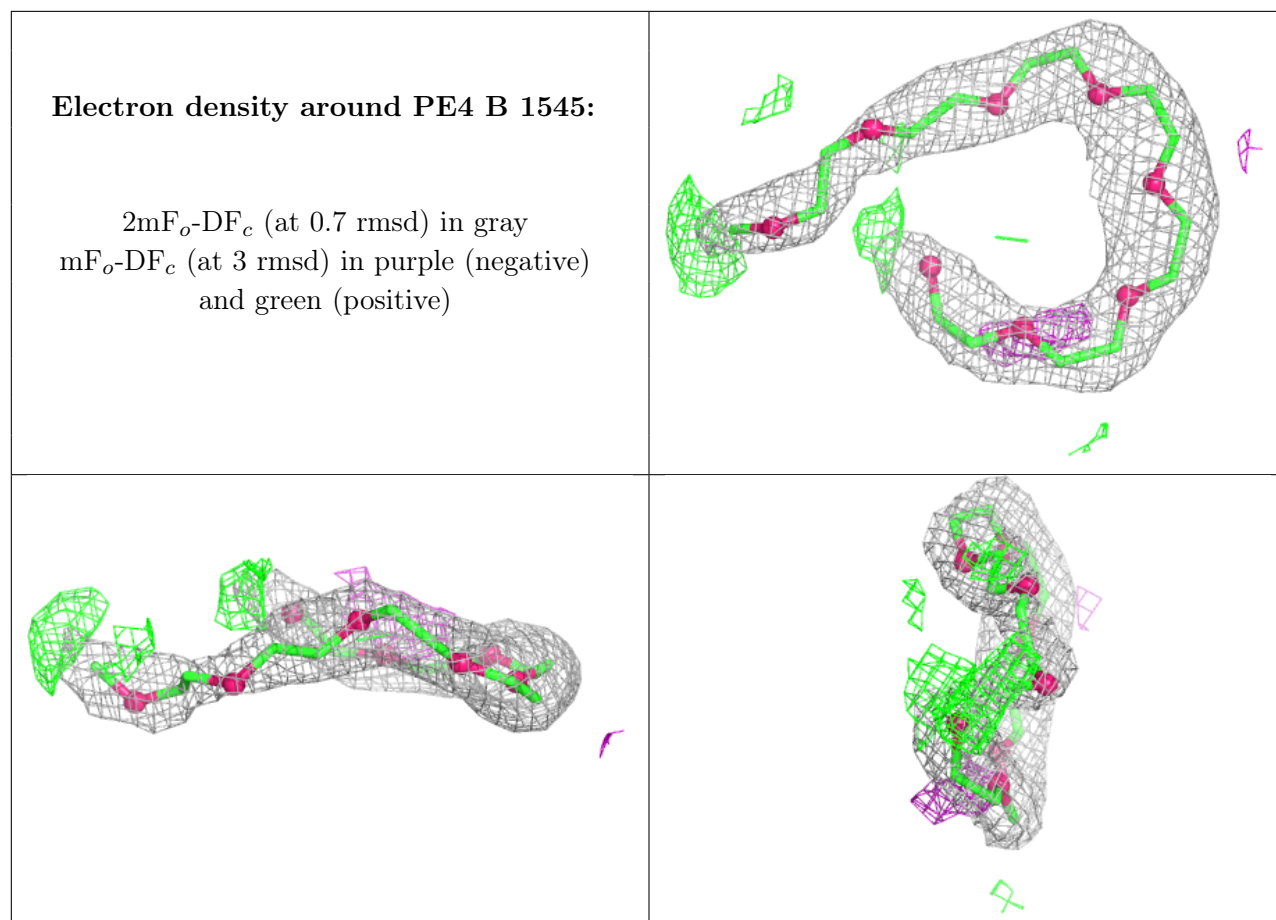 Electron density around PE4 B 1545:
2mFo-DFc (at 0.7 rmsd) in gray
mFo-DFc (at 3 rmsd) in purple (negative)
and green (positive)